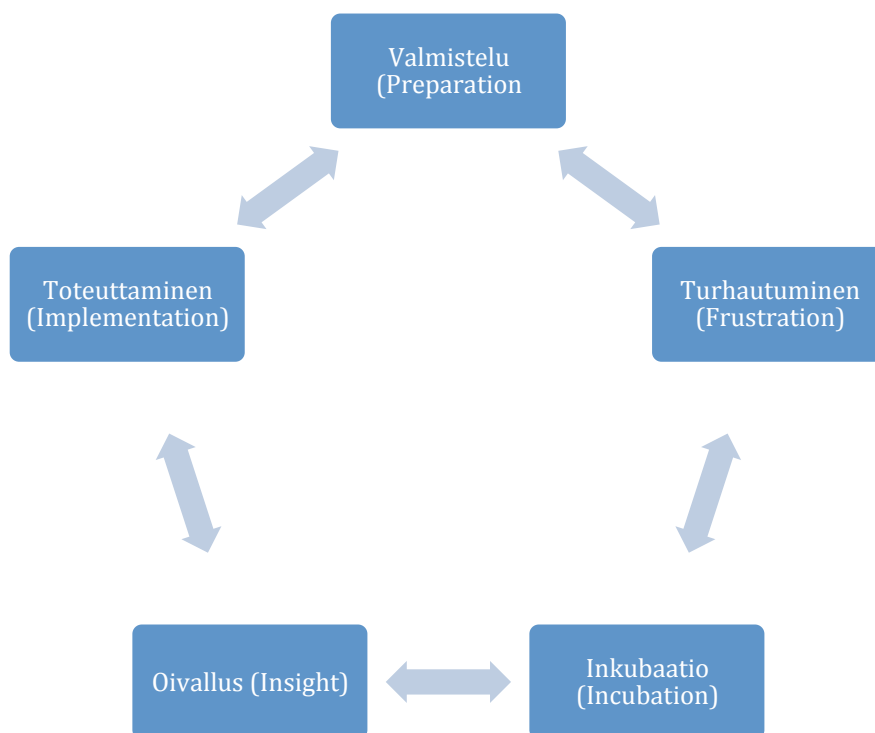 Valmistelu
(Preparation
Turhautuminen
(Frustration)
Inkubaatio
(Incubation)
Oivallus (Insight)
Toteuttaminen
(Implementation)